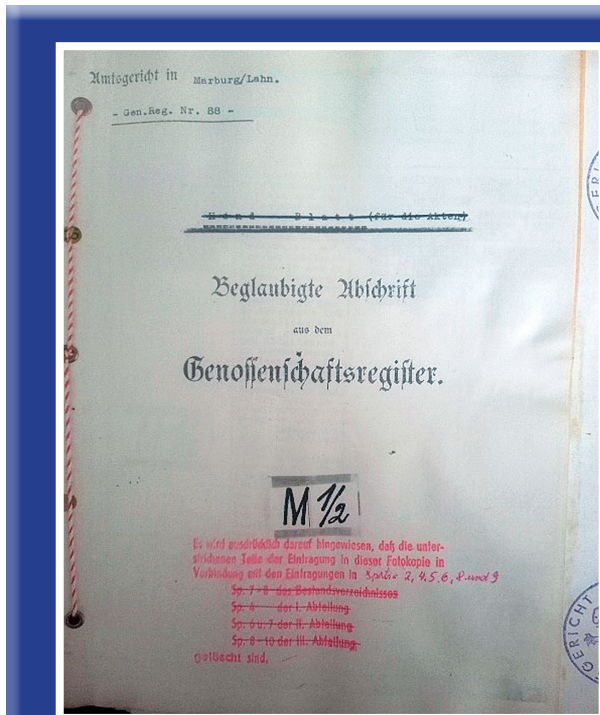 Amtsgericht in Marburg/Lahn.
- Gen.Reg. Nr. 88 -
H a n d B l a t t (für die Akten)
Beglaubigte Abschrift
aus dem
Genossenschaftsregister.
M 1/2
Es wird ausdrücklich darauf hingewiesen, daß die unter-
strichenen Teile der Eintragung in dieser Fotokopie in
Verbindung mit den Eintragungen in Spalte 2, 4, 5, 6, 8 und 9
Sp. 7 - 8 des Bestandsverzeichnisses
Sp. 4 der I. Abteilung
Sp. 6 u. 7 der II. Abteilung
Sp. 8 - 10 der III. Abteilung
gelöscht sind.
GERI
GERICHT